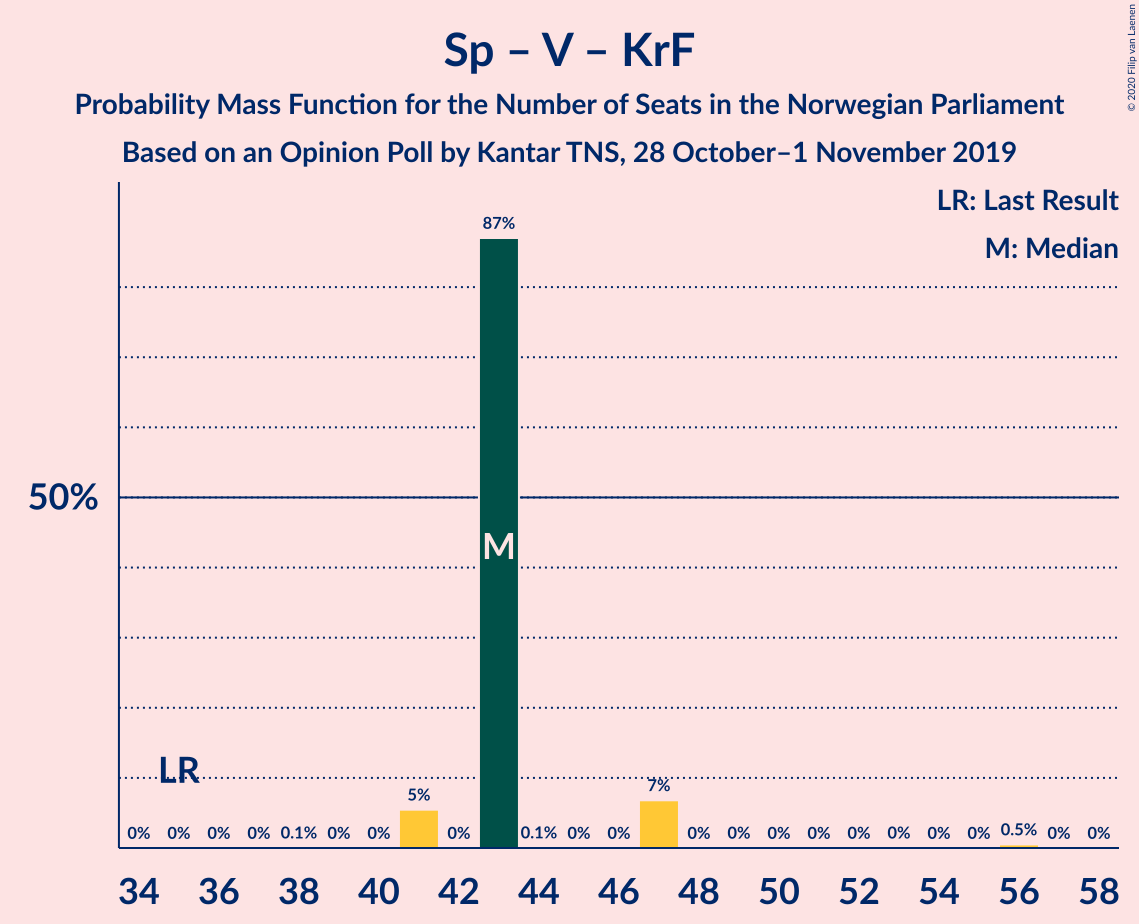 © 2020 Filip van Laenen
Sp – V – KrF
Probability Mass Function for the Number of Seats in the Norwegian Parliament
Based on an Opinion Poll by Kantar TNS, 28 October–1 November 2019
LR: Last Result
M: Median
87%
50%
M
LR
5%
7%
0% 0% 0% 0% 0.1% 0% 0% 0% 0.1% 0% 0% 0% 0% 0% 0% 0% 0% 0% 0% 0.5% 0% 0%
34 36 38 40 42 44 46 48 50 52 54 56 58